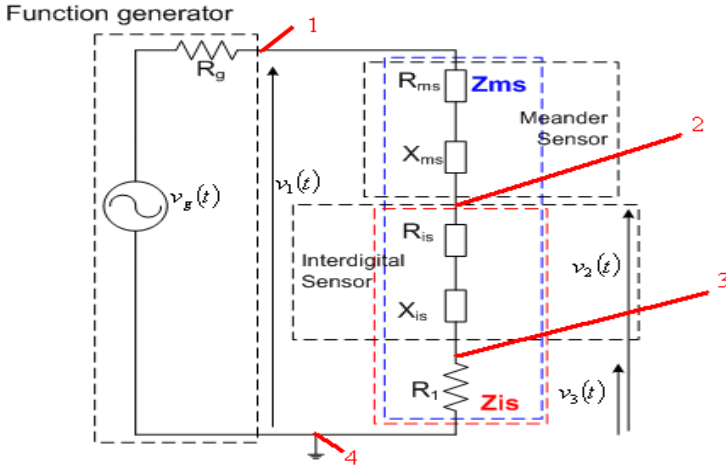 Function generator
1
Rg
Rms
Zms
Meander
Sensor
2
Xms
v1(t)
vg(t)
Ris
Interdigital
Sensor
v2(t)
3
Xis
R1
Zis
v3(t)
4